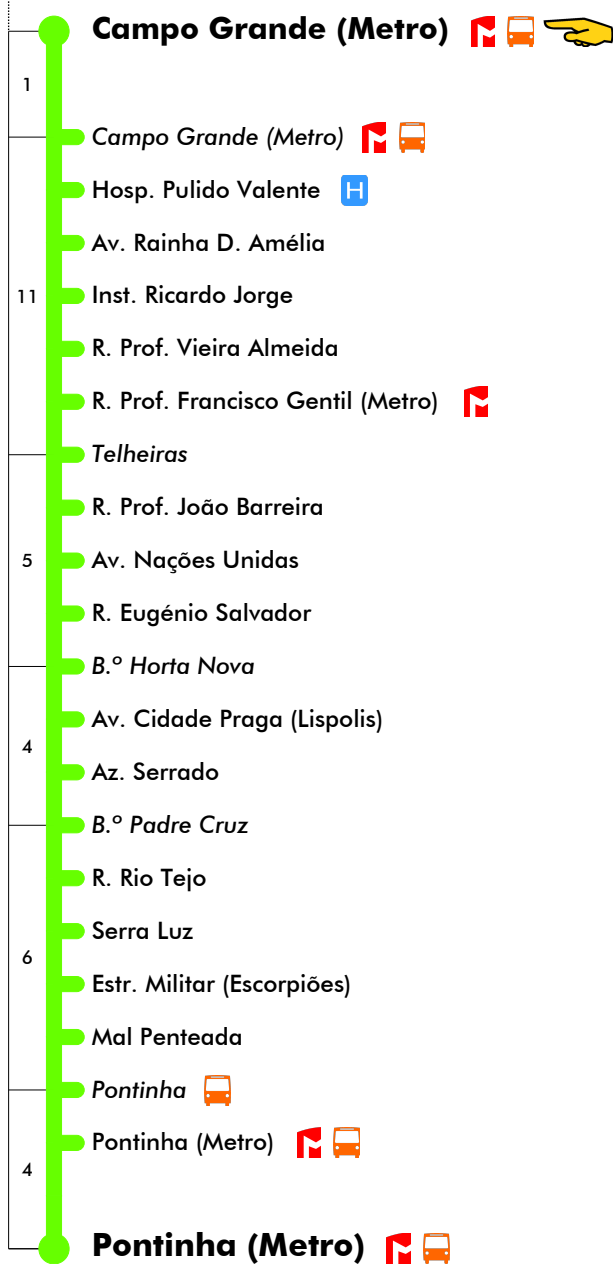 Campo Grande (Metro)
1
Campo Grande (Metro)
Hosp. Pulido Valente H
Av. Rainha D. Amélia
11 Inst. Ricardo Jorge
R. Prof. Vieira Almeida
R. Prof. Francisco Gentil (Metro)
Telheiras
R. Prof. João Barreira
5 Av. Nações Unidas
R. Eugénio Salvador
B.º Horta Nova
Av. Cidade Praga (Lispolis)
4
Az. Serrado
B.º Padre Cruz
R. Rio Tejo
Serra Luz
6
Estr. Militar (Escorpiões)
Mal Penteada
Pontinha
Pontinha (Metro)
4
Pontinha (Metro)